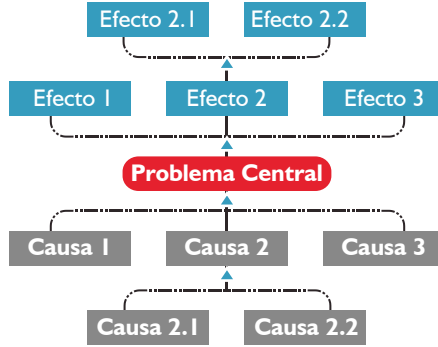 Efecto 2.1
Efecto 2.2
Efecto 1
Efecto 2
Efecto 3
Problema Central
Causa 1
Causa 2
Causa 3
Causa 2.1
Causa 2.2